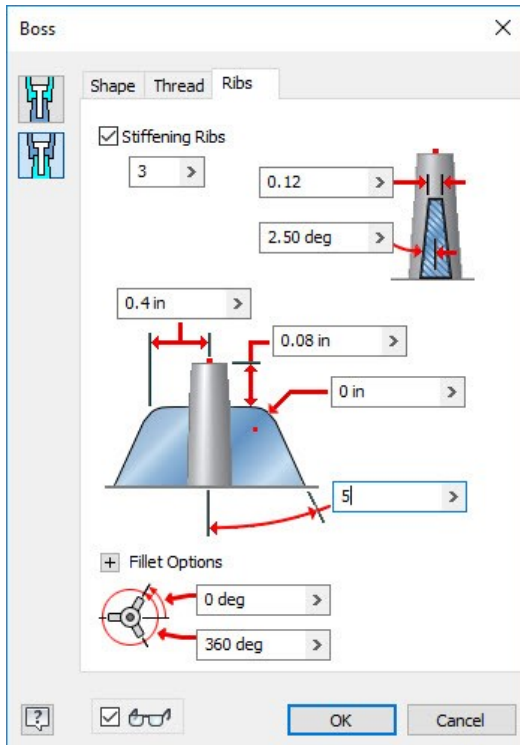 Boss
Shape Thread Ribs
Stiffening Ribs
3
0.12
2.50 deg
0.4 in
0.08 in
0 in
5
+ Fillet Options
0 deg
360 deg
?
OK Cancel